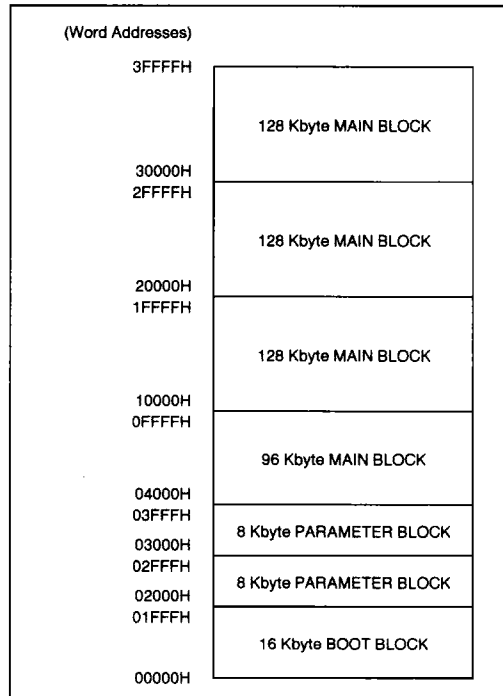 (Word Addresses)
3FFFFH
128 Kbyte MAIN BLOCK
30000H
2FFFFH
128 Kbyte MAIN BLOCK
20000H
1FFFFH
128 Kbyte MAIN BLOCK
10000H
0FFFFH
96 Kbyte MAIN BLOCK
04000H
03FFFH
8 Kbyte PARAMETER BLOCK
03000H
02FFFH
8 Kbyte PARAMETER BLOCK
02000H
01FFFH
16 Kbyte BOOT BLOCK
00000H